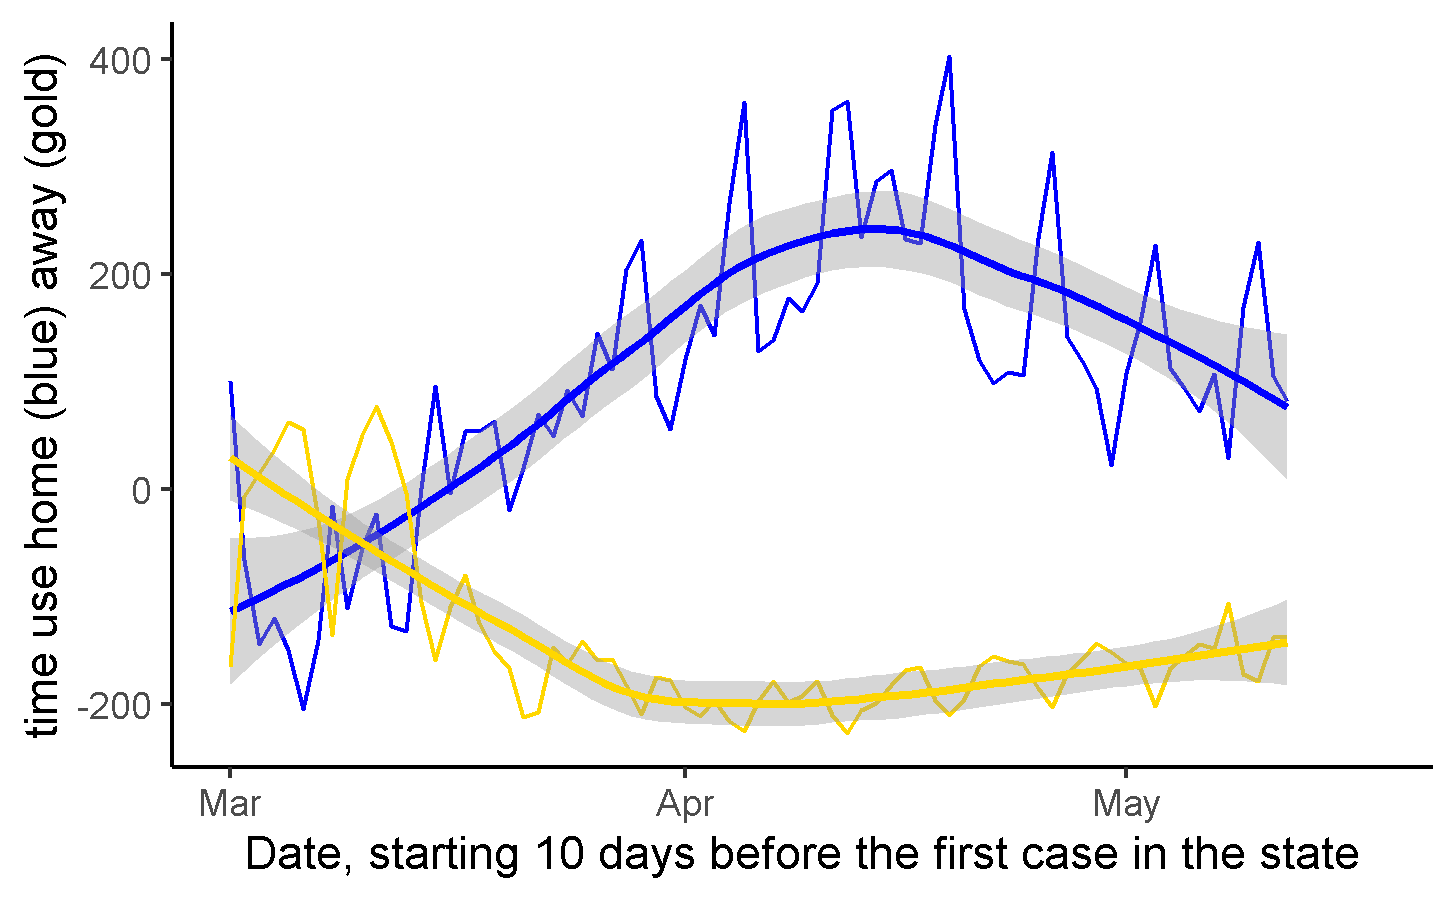 time use home (blue) away (gold)
400
200
0
-200
Mar
Apr
May
Date, starting 10 days before the first case in the state